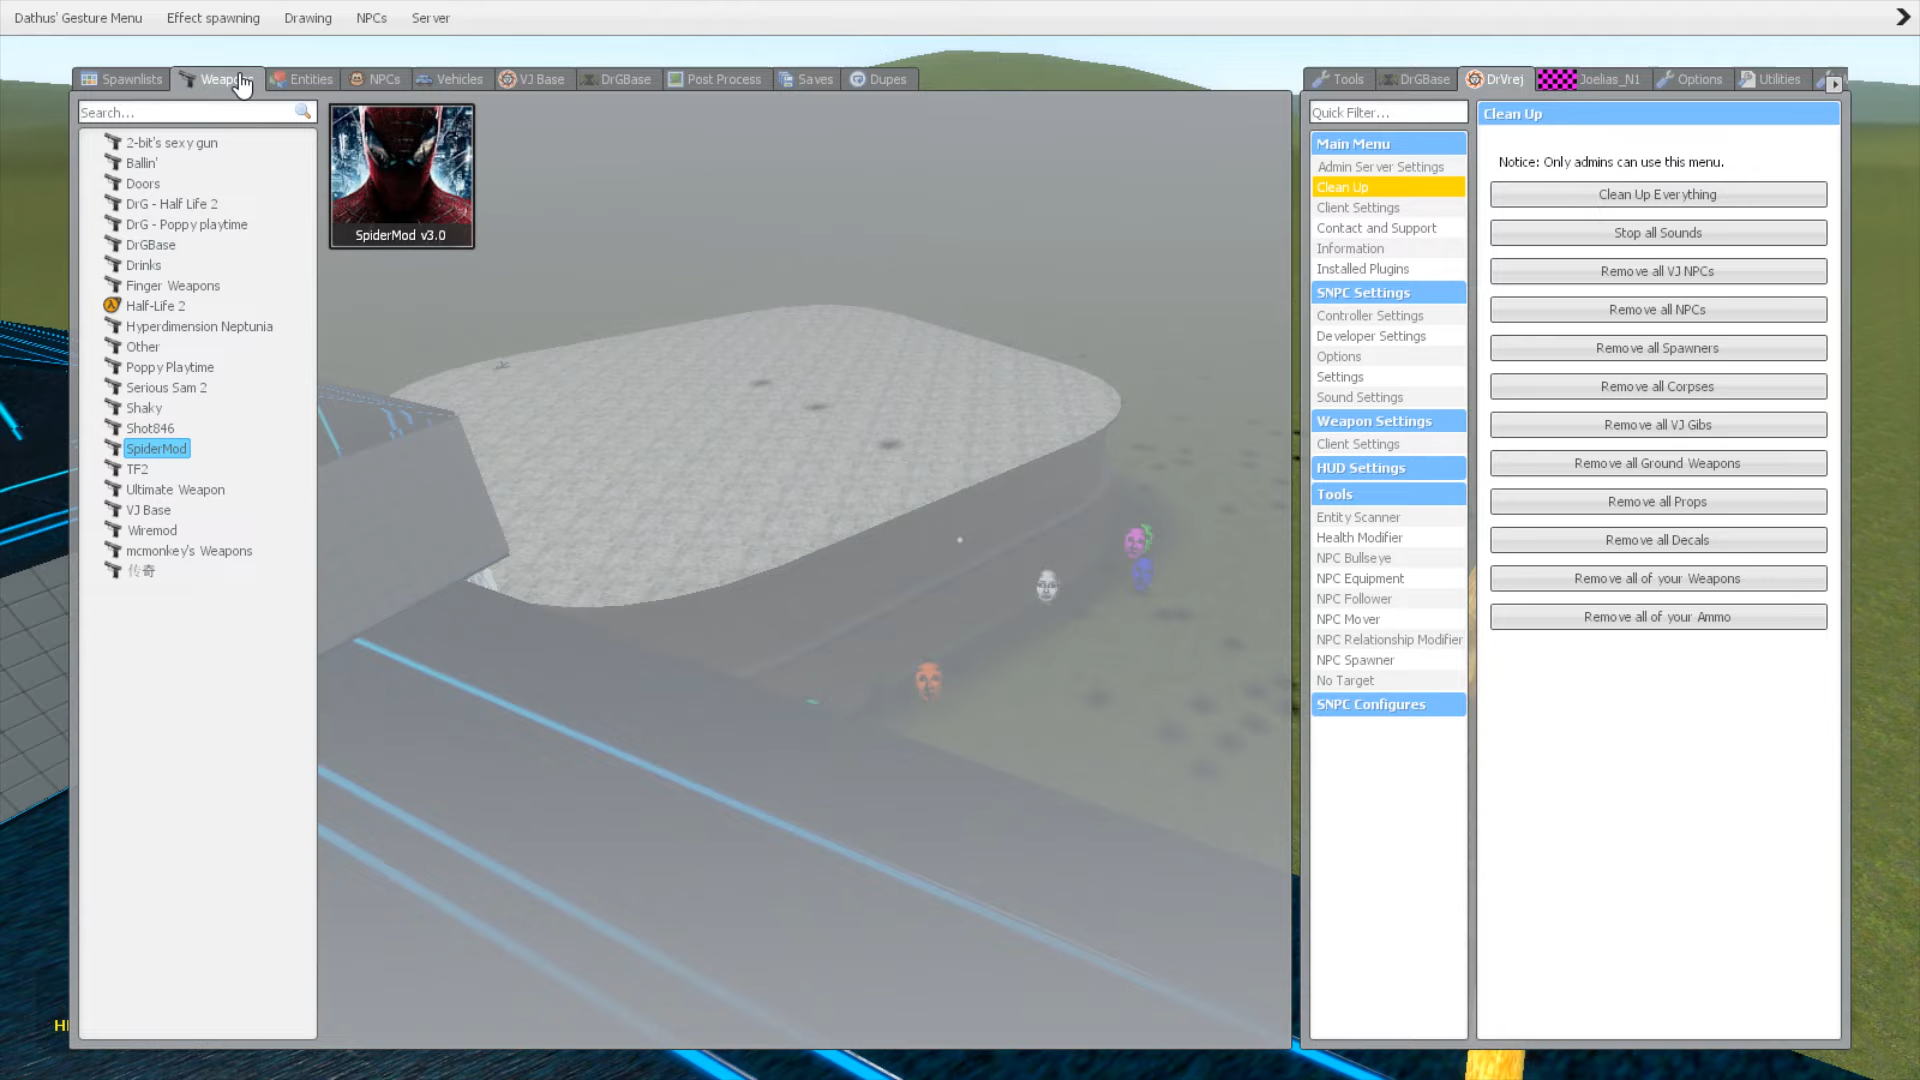 Dathus' Gesture Menu
Effect spawning
Drawing
NPCs
Server
Spawnlists
Entities
NPCs
Vehicles
VJ Base
DrGBase
Post Process
Saves
Dupes
Search...
2-bit's sexy gun
Ballin'
Doors
DrG - Half Life 2
DrG - Poppy playtime
DrGBase
Drinks
Finger Weapons
Half-Life 2
Hyperdimension Neptunia
Other
Poppy Playtime
Serious Sam 2
Shaky
Shot846
SpiderMod
TF2
Ultimate Weapon
VJ Base
Wiremod
mcmonkey's Weapons
传奇
SpiderMod v3.0
Tools
DrGBase
DrVrej
Joelias_N1
Options
Utilities
Quick Filter...
Main Menu
Admin Server Settings
Clean Up
Client Settings
Contact and Support
Information
Installed Plugins
SNPC Settings
Controller Settings
Developer Settings
Options
Settings
Sound Settings
Weapon Settings
Client Settings
HUD Settings
Tools
Entity Scanner
Health Modifier
NPC Bullseye
NPC Equipment
NPC Follower
NPC Mover
NPC Relationship Modifier
NPC Spawner
No Target
SNPC Configures
Clean Up
Notice: Only admins can use this menu.
Clean Up Everything
Stop all Sounds
Remove all VJ NPCs
Remove all NPCs
Remove all Spawners
Remove all Corpses
Remove all VJ Gibs
Remove all Ground Weapons
Remove all Props
Remove all Decals
Remove all of your Weapons
Remove all of your Ammo